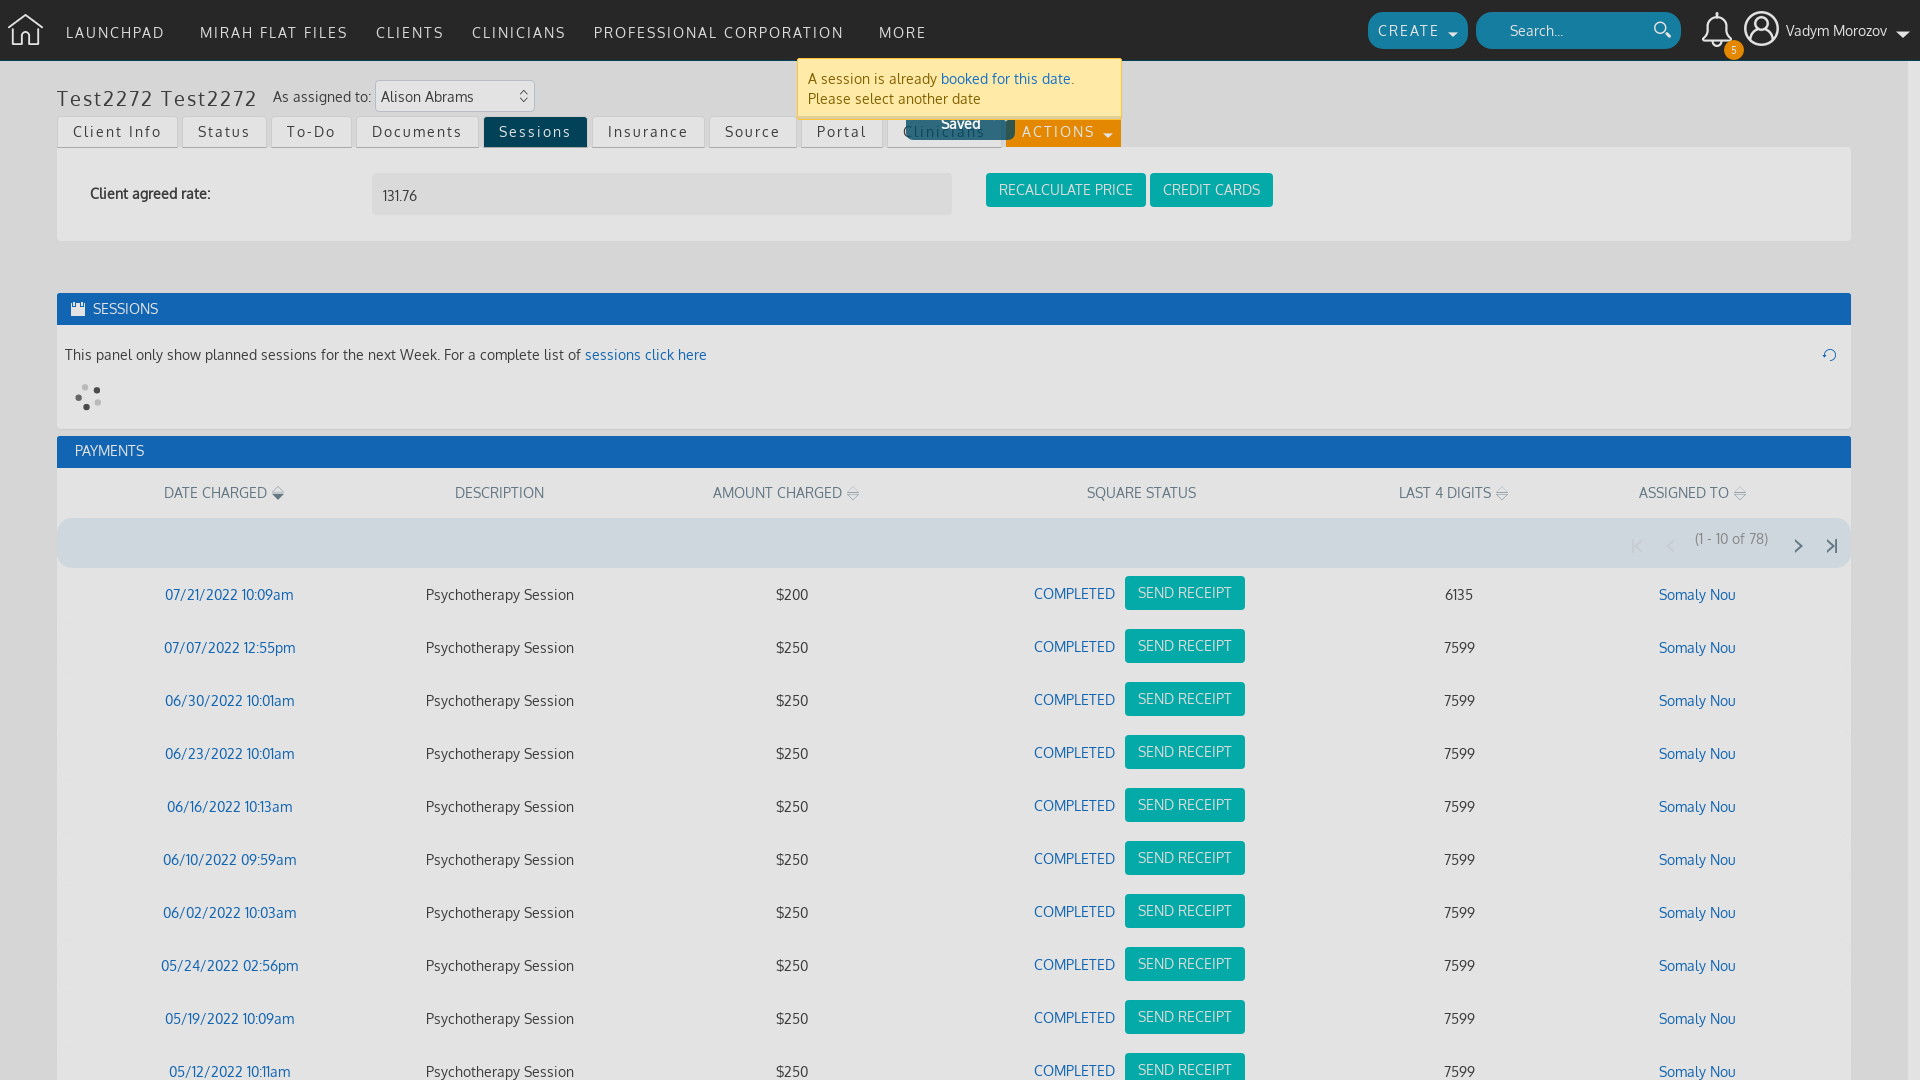 LAUNCHPAD MIRAH FLAT FILES CLIENTS CLINICIANS PROFESSIONAL CORPORATION MORE CREATE Search... 5 Vadym Morozov
A session is already booked for this date.
Please select another date
Test2272 Test2272 As assigned to: Alison Abrams
Saved
Client Info Status To-Do Documents Sessions Insurance Source Portal Clinicians ACTIONS
Client agreed rate: 131.76 RECALCULATE PRICE CREDIT CARDS
SESSIONS
This panel only show planned sessions for the next Week. For a complete list of sessions click here
PAYMENTS
DATE CHARGED DESCRIPTION AMOUNT CHARGED SQUARE STATUS LAST 4 DIGITS ASSIGNED TO
(1 - 10 of 78)
07/21/2022 10:09am Psychotherapy Session $200 COMPLETED SEND RECEIPT 6135 Somaly Nou
07/07/2022 12:55pm Psychotherapy Session $250 COMPLETED SEND RECEIPT 7599 Somaly Nou
06/30/2022 10:01am Psychotherapy Session $250 COMPLETED SEND RECEIPT 7599 Somaly Nou
06/23/2022 10:01am Psychotherapy Session $250 COMPLETED SEND RECEIPT 7599 Somaly Nou
06/16/2022 10:13am Psychotherapy Session $250 COMPLETED SEND RECEIPT 7599 Somaly Nou
06/10/2022 09:59am Psychotherapy Session $250 COMPLETED SEND RECEIPT 7599 Somaly Nou
06/02/2022 10:03am Psychotherapy Session $250 COMPLETED SEND RECEIPT 7599 Somaly Nou
05/24/2022 02:56pm Psychotherapy Session $250 COMPLETED SEND RECEIPT 7599 Somaly Nou
05/19/2022 10:09am Psychotherapy Session $250 COMPLETED SEND RECEIPT 7599 Somaly Nou
05/12/2022 10:11am Psychotherapy Session $250 COMPLETED SEND RECEIPT 7599 Somaly Nou